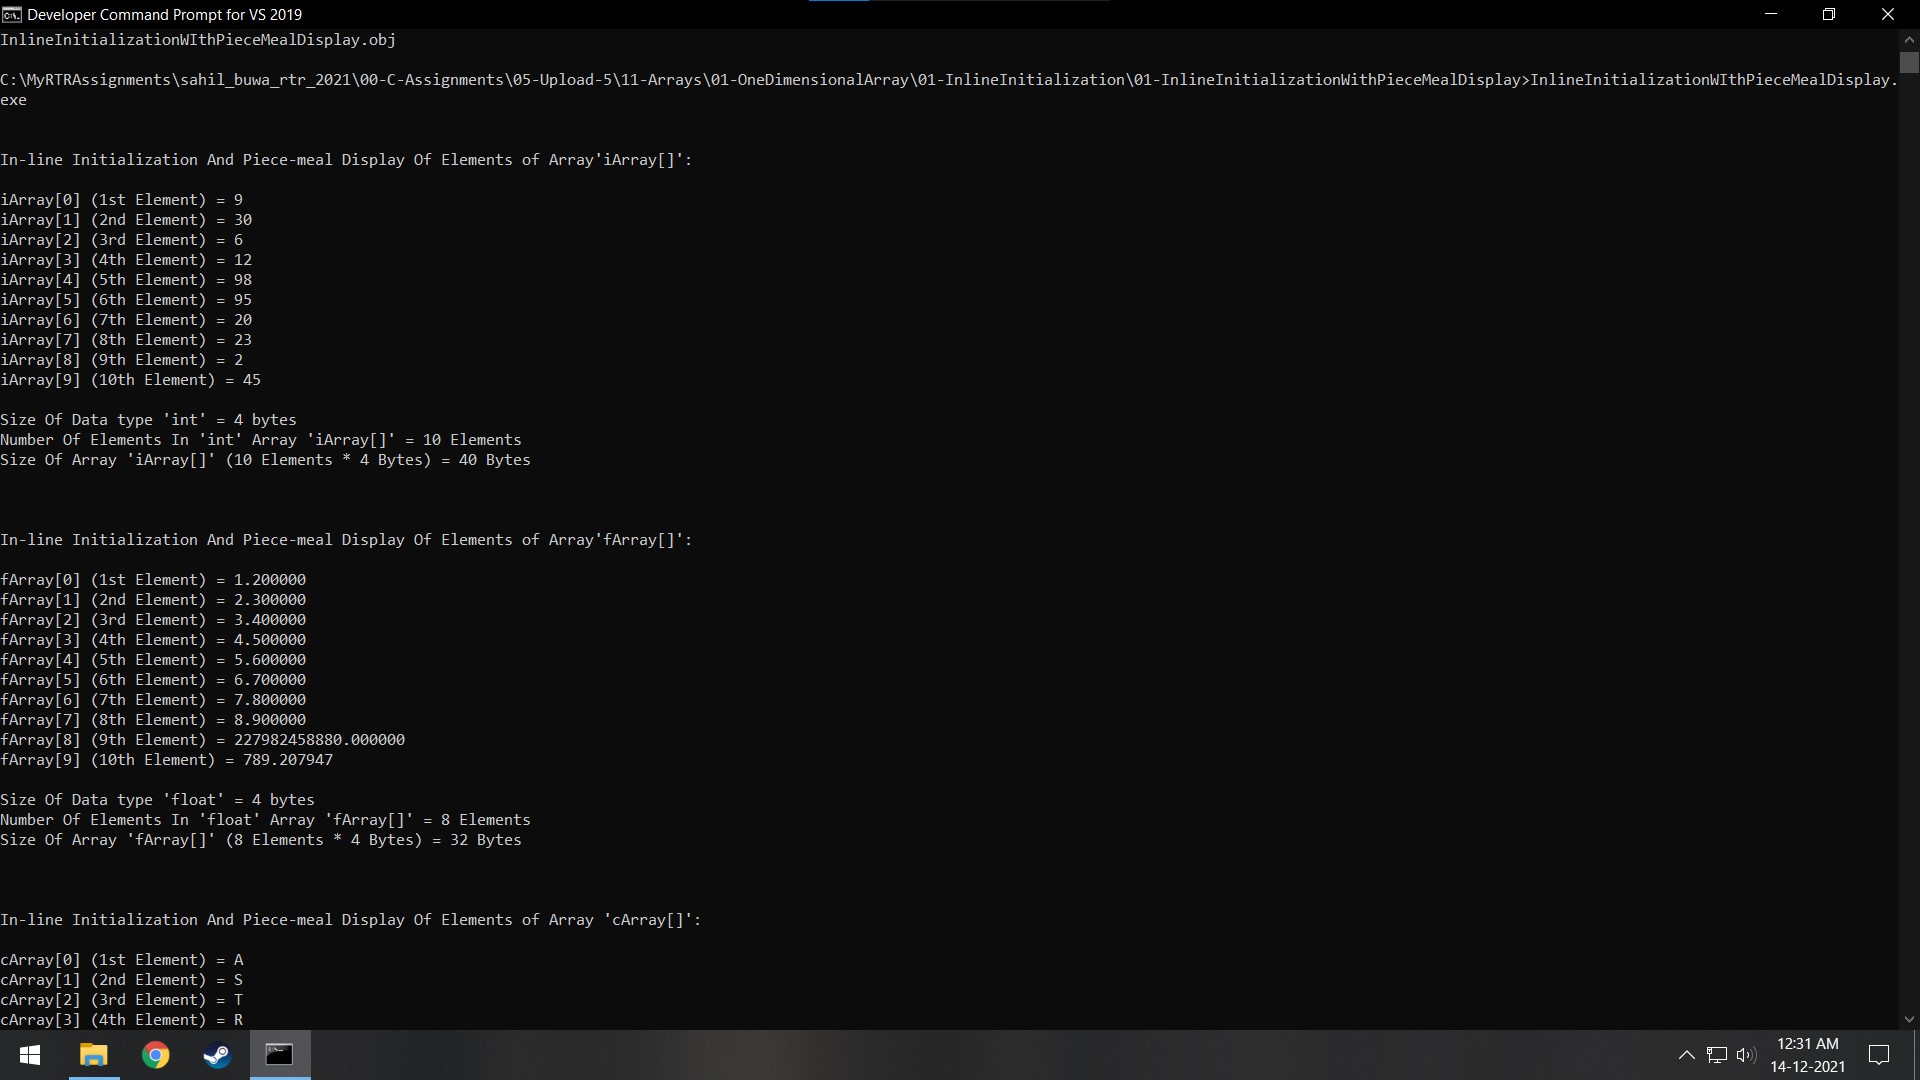 Developer Command Prompt for VS 2019
InlineInitializationWIthPieceMealDisplay.obj
C:\MyRTRAssignments\sahil_buwa_rtr_2021\00-C-Assignments\05-Upload-5\11-Arrays\01-OneDimensionalArray\01-InlineInitialization\01-InlineInitializationWithPieceMealDisplay>InlineInitializationWIthPieceMealDisplay.
exe
In-line Initialization And Piece-meal Display Of Elements of Array'iArray[]':
iArray[0] (1st Element) = 9
iArray[1] (2nd Element) = 30
iArray[2] (3rd Element) = 6
iArray[3] (4th Element) = 12
iArray[4] (5th Element) = 98
iArray[5] (6th Element) = 95
iArray[6] (7th Element) = 20
iArray[7] (8th Element) = 23
iArray[8] (9th Element) = 2
iArray[9] (10th Element) = 45
Size Of Data type 'int' = 4 bytes
Number Of Elements In 'int' Array 'iArray[]' = 10 Elements
Size Of Array 'iArray[]' (10 Elements * 4 Bytes) = 40 Bytes
In-line Initialization And Piece-meal Display Of Elements of Array'fArray[]':
fArray[0] (1st Element) = 1.200000
fArray[1] (2nd Element) = 2.300000
fArray[2] (3rd Element) = 3.400000
fArray[3] (4th Element) = 4.500000
fArray[4] (5th Element) = 5.600000
fArray[5] (6th Element) = 6.700000
fArray[6] (7th Element) = 7.800000
fArray[7] (8th Element) = 8.900000
fArray[8] (9th Element) = 227982458880.000000
fArray[9] (10th Element) = 789.207947
Size Of Data type 'float' = 4 bytes
Number Of Elements In 'float' Array 'fArray[]' = 8 Elements
Size Of Array 'fArray[]' (8 Elements * 4 Bytes) = 32 Bytes
In-line Initialization And Piece-meal Display Of Elements of Array 'cArray[]':
cArray[0] (1st Element) = A
cArray[1] (2nd Element) = S
cArray[2] (3rd Element) = T
cArray[3] (4th Element) = R
12:31 AM
14-12-2021